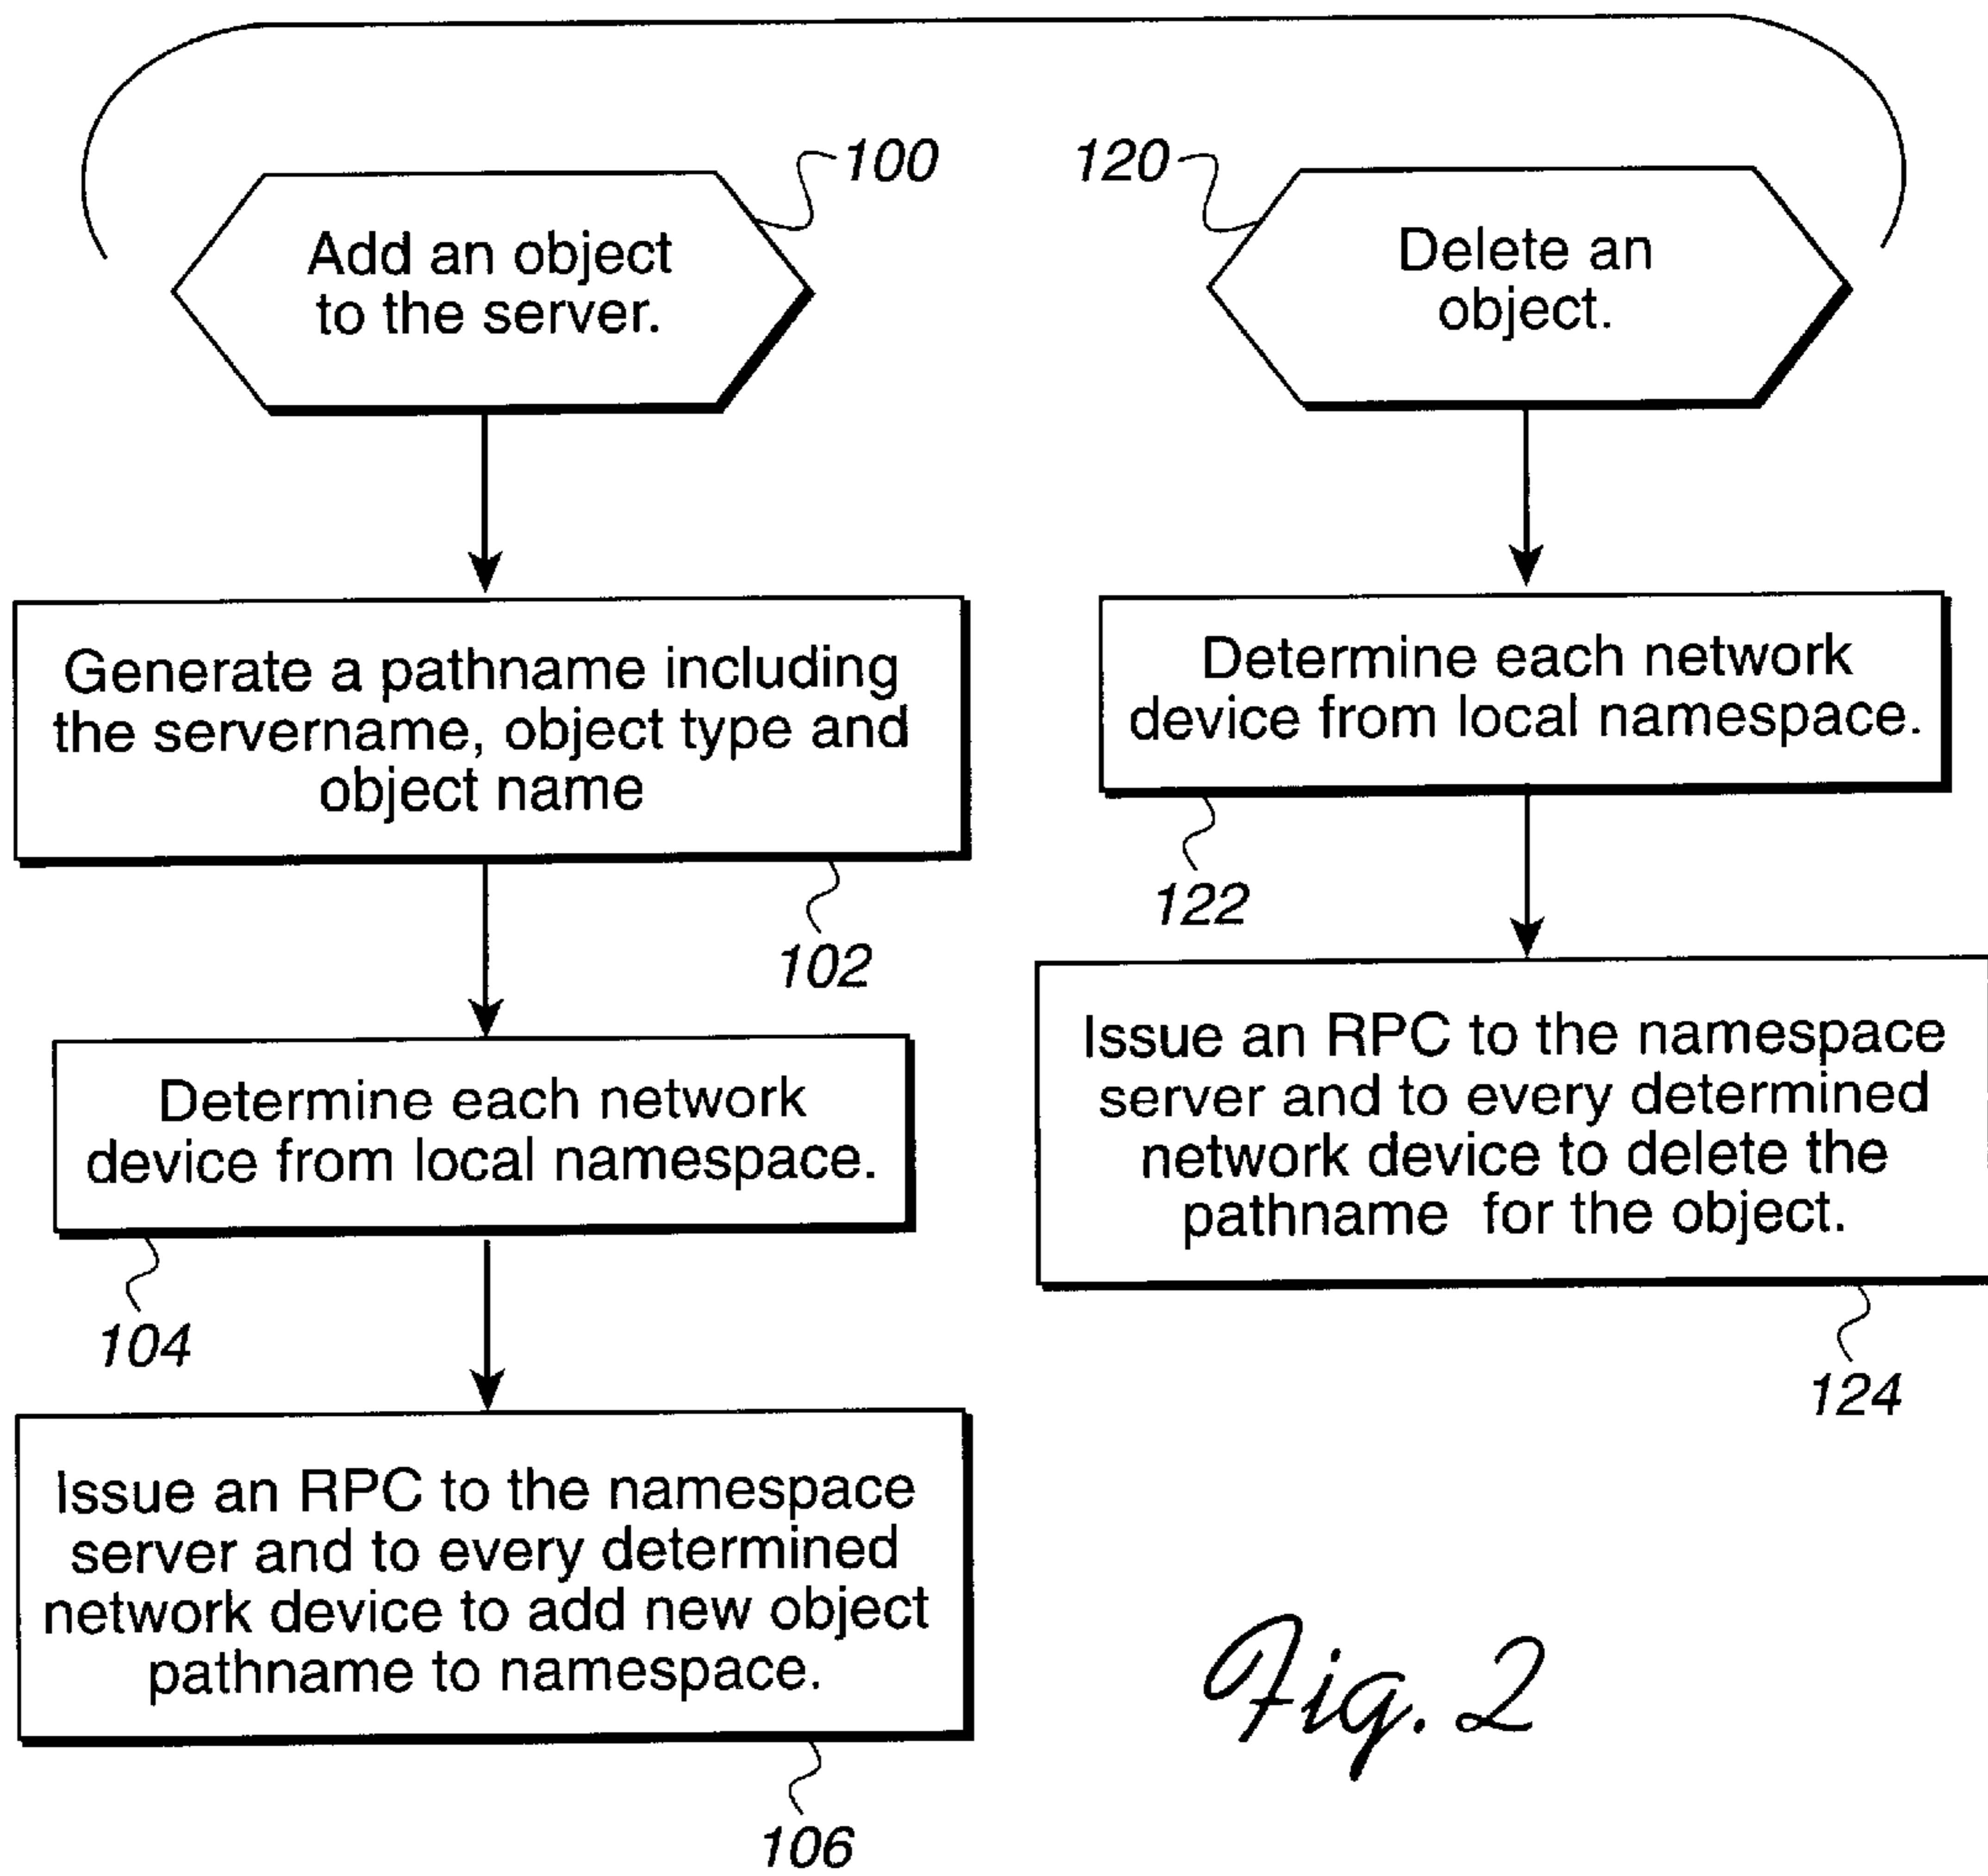 100
Add an object
to the server.
Generate a pathname including
the servername, object type and
object name
102
Determine each network
device from local namespace.
104
Issue an RPC to the namespace
server and to every determined
network device to add new object
pathname to namespace.
106
120
Delete an
object.
Determine each network
device from local namespace.
122
Issue an RPC to the namespace
server and to every determined
network device to delete the
pathname for the object.
124
Fig. 2